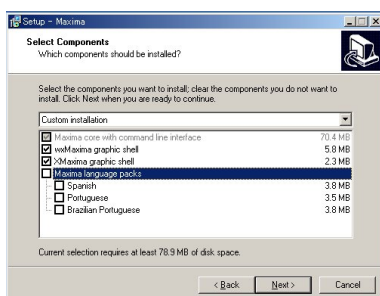 Setup - Maxima
Select Components
Which components should be installed?
Select the components you want to install; clear the components you do not want to
install. Click Next when you are ready to continue.
Custom installation
Maxima core with command line interface 70.4 MB
wxMaxima graphic shell 5.8 MB
XMaxima graphic shell 2.3 MB
Maxima language packs
Spanish 3.8 MB
Portuguese 3.5 MB
Brazilian Portuguese 3.8 MB
Current selection requires at least 78.9 MB of disk space.
< Back Next > Cancel